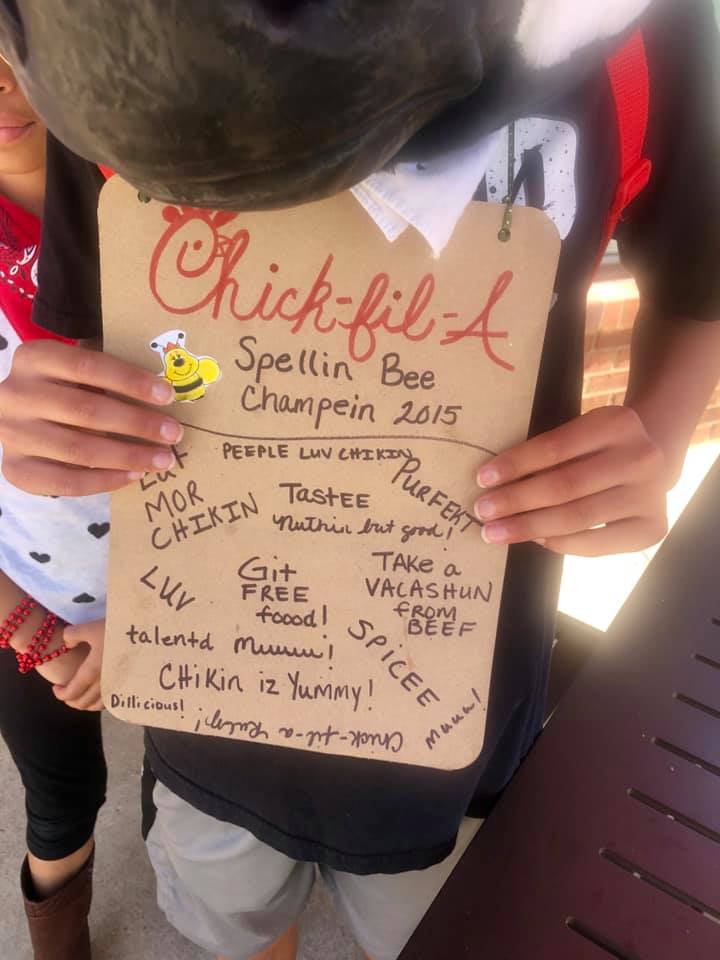 Chick-fil-A
Spellin Bee
Champein 2015
PEEPLE LUV CHIKIN
Eat
MOR
CHIKIN
TasteE
Nuthin but good!
PURFEKT
LUV
Git
FREE
foood!
TAKe a
VACASHUN
from
BEEF
talentd Muuuu!
SPICEE
CHiKin iz Yummy!
Dillicious!
Muuu!
Chick-fil-a Rulz!